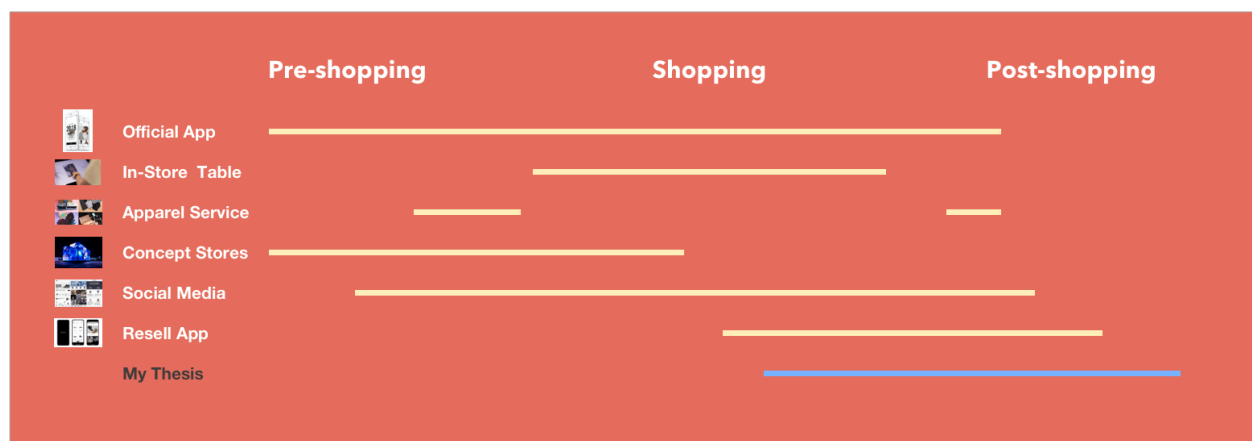 Pre-shopping Shopping Post-shopping
Official App
In-Store Table
Apparel Service
Concept Stores
Social Media
Resell App
My Thesis